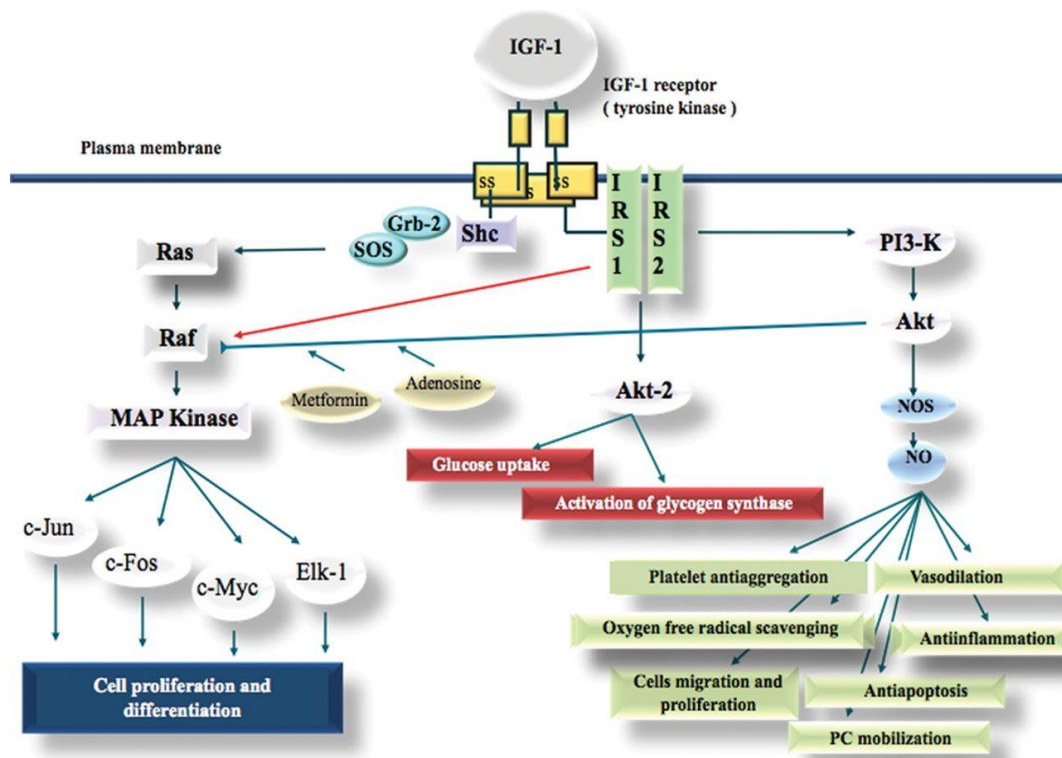 IGF-1
IGF-1 receptor
( tyrosine kinase )
Plasma membrane
SS
S
SS
I
R
S
1
I
R
S
2
Grb-2
SOS
Shc
Ras
PI3-K
Raf
Akt
Metformin
Adenosine
Akt-2
MAP Kinase
NOS
NO
Glucose uptake
Activation of glycogen synthase
c-Jun
c-Fos
c-Myc
Elk-1
Platelet antiaggregation
Vasodilation
Oxygen free radical scavenging
Antiinflammation
Cells migration and
proliferation
Antiapoptosis
PC mobilization
Cell proliferation and
differentiation